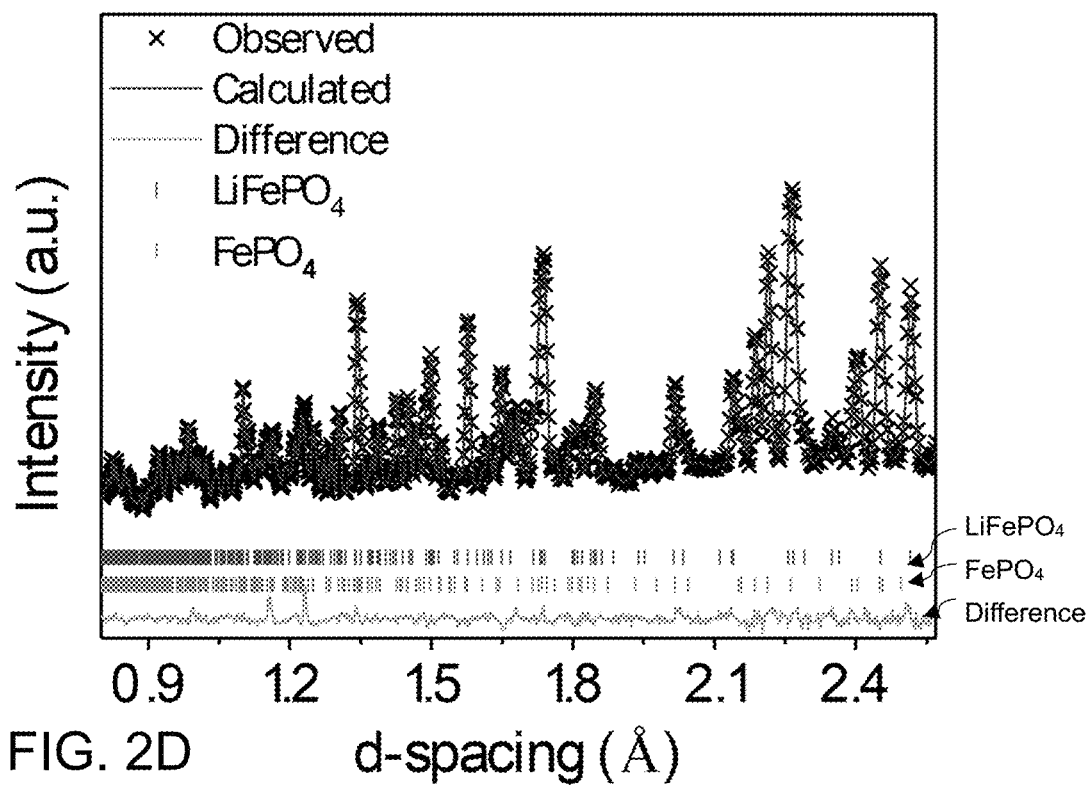 Observed
Calculated
Difference
LiFePO₄
FePO₄
Intensity (a.u.)
LiFePO₄
FePO₄
Difference
0.9 1.2 1.5 1.8 2.1 2.4
FIG. 2D
d-spacing (Å)